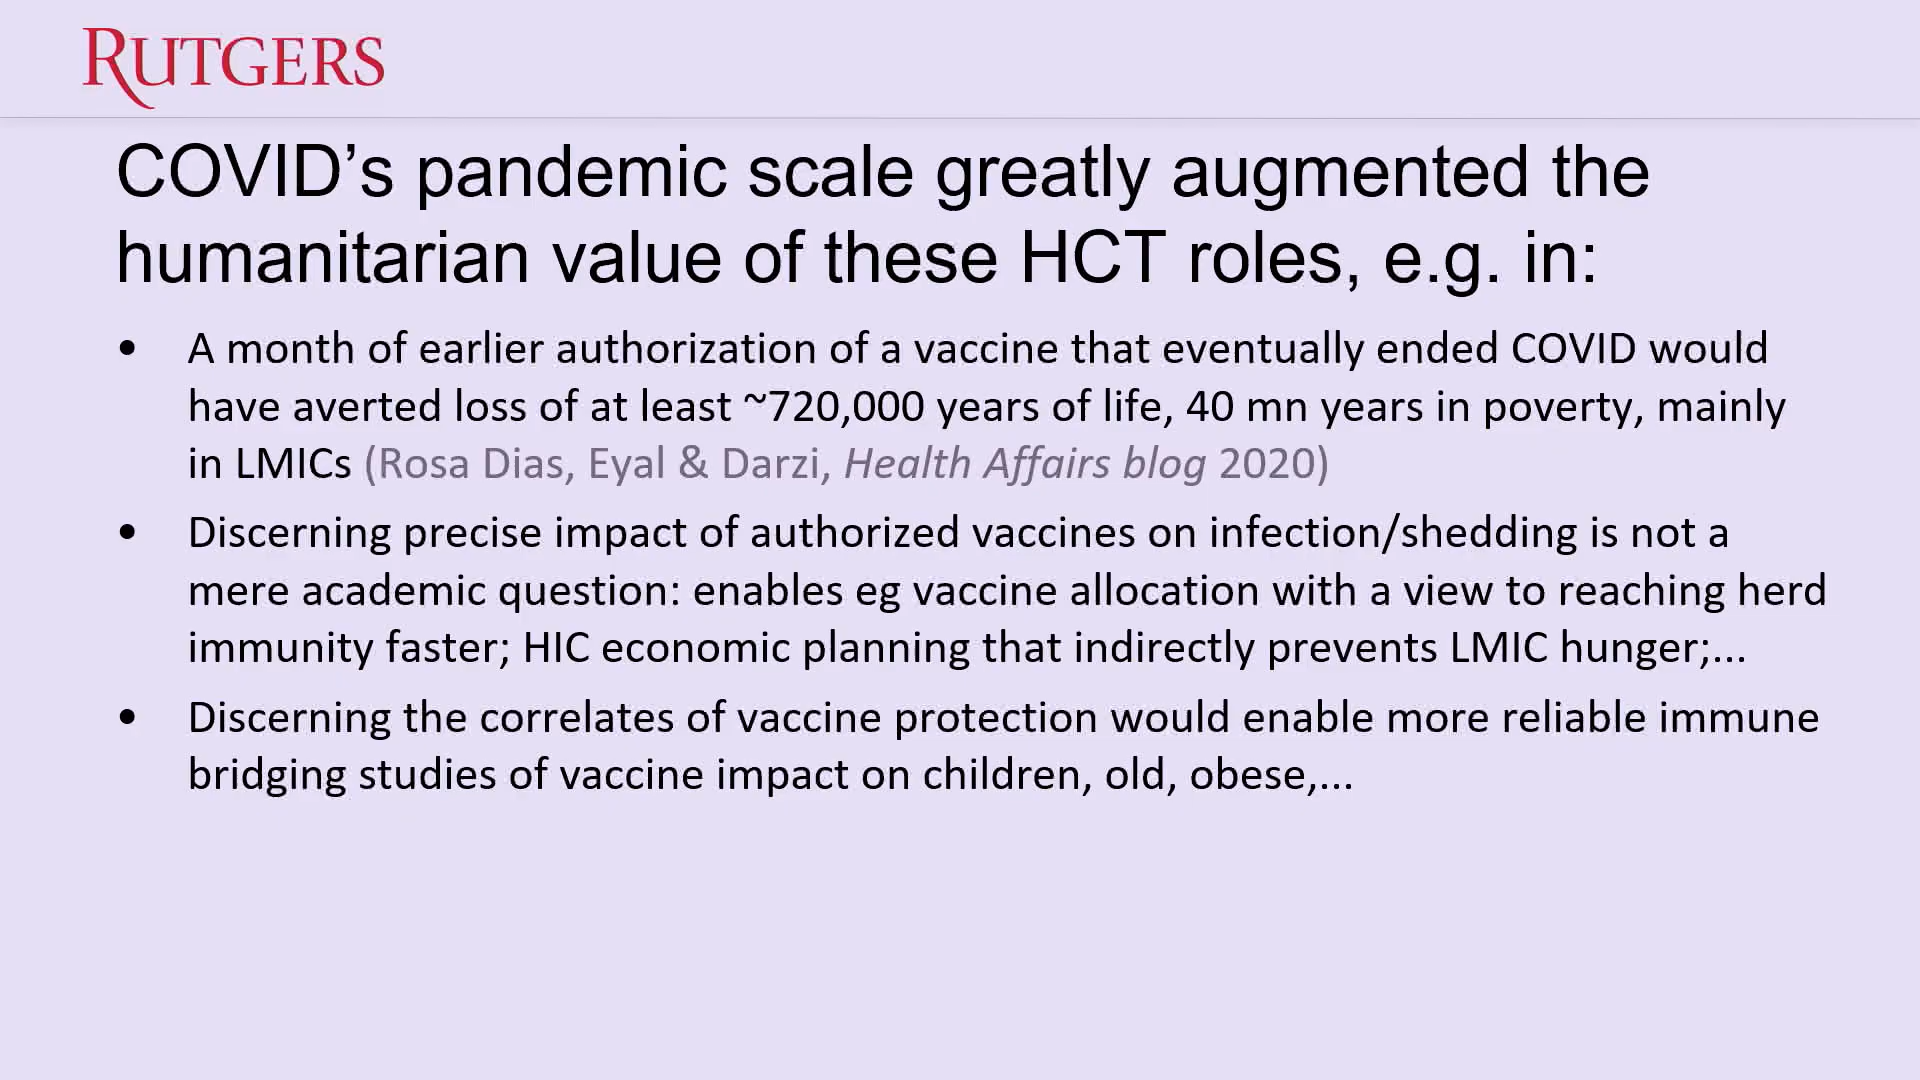 RUTGERS
COVID’s pandemic scale greatly augmented the
humanitarian value of these HCT roles, e.g. in:
• A month of earlier authorization of a vaccine that eventually ended COVID would
have averted loss of at least ~720,000 years of life, 40 mn years in poverty, mainly
in LMICs (Rosa Dias, Eyal & Darzi, Health Affairs blog 2020)
• Discerning precise impact of authorized vaccines on infection/shedding is not a
mere academic question: enables eg vaccine allocation with a view to reaching herd
immunity faster; HIC economic planning that indirectly prevents LMIC hunger;...
• Discerning the correlates of vaccine protection would enable more reliable immune
bridging studies of vaccine impact on children, old, obese,...